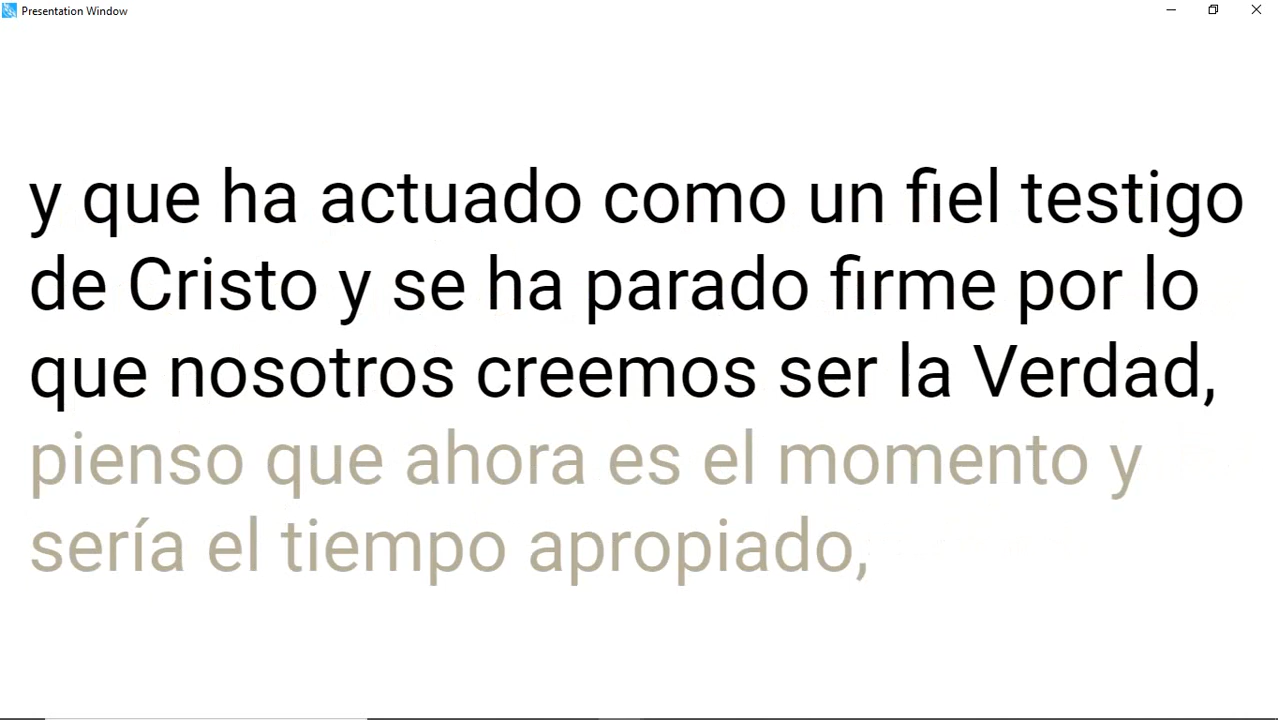 Presentation Window
y que ha actuado como un fiel testigo
de Cristo y se ha parado firme por lo
que nosotros creemos ser la Verdad,
pienso que ahora es el momento y
sería el tiempo apropiado,